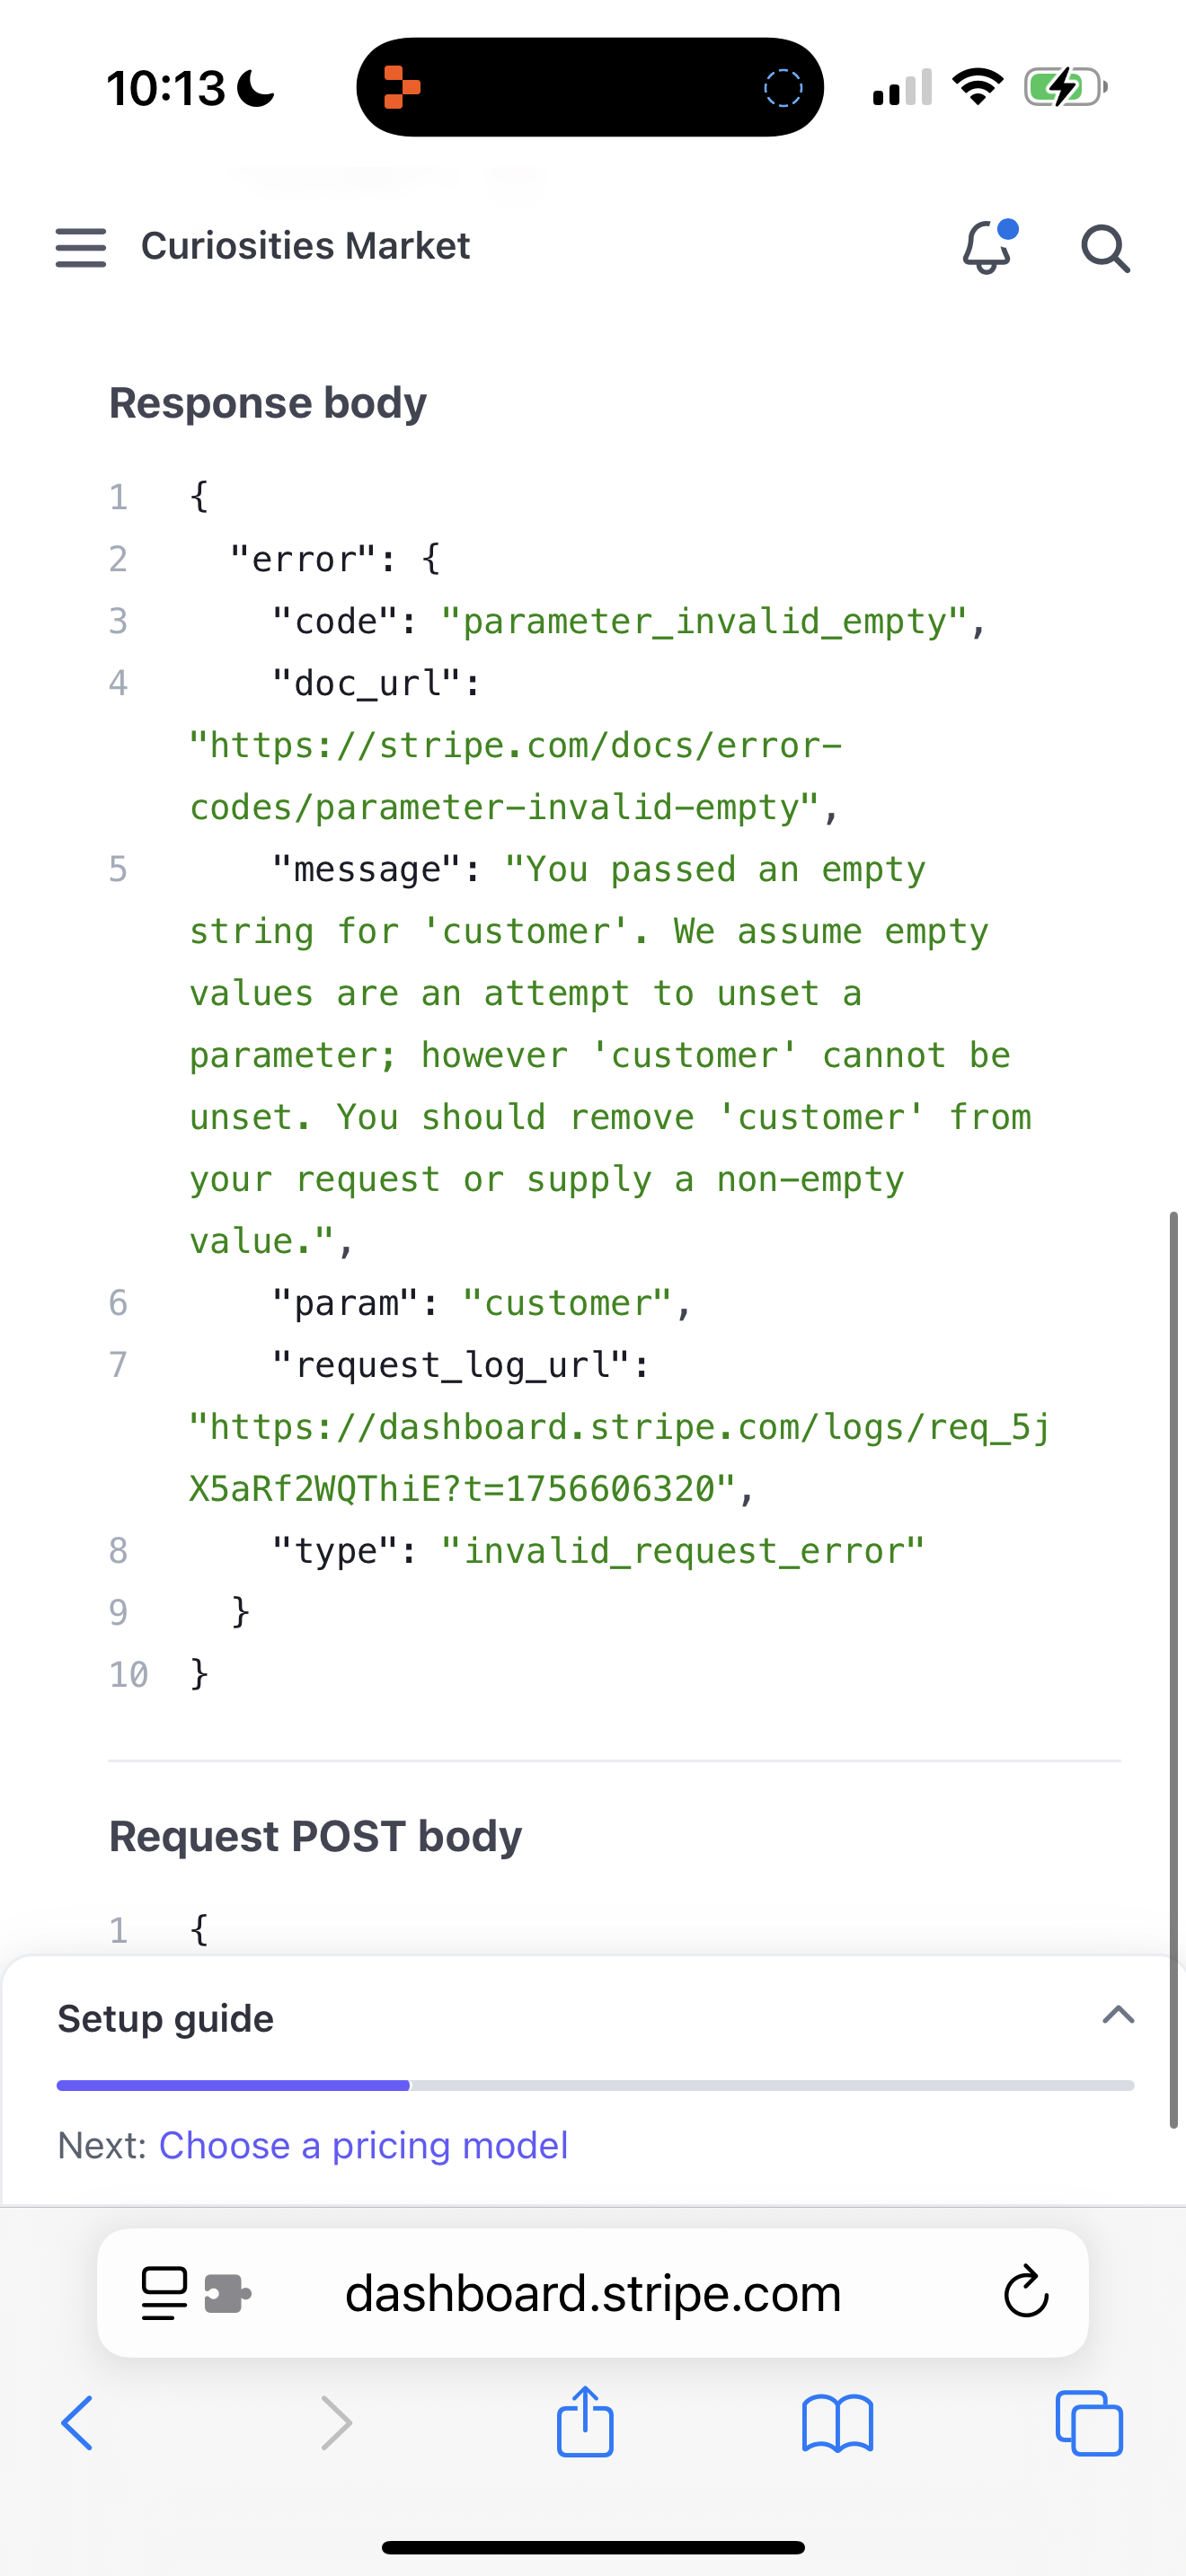 10:13
Curiosities Market
Response body
1 {
2 "error": {
3 "code": "parameter_invalid_empty",
4 "doc_url":
"https://stripe.com/docs/error-
codes/parameter-invalid-empty",
5 "message": "You passed an empty
string for 'customer'. We assume empty
values are an attempt to unset a
parameter; however 'customer' cannot be
unset. You should remove 'customer' from
your request or supply a non-empty
value.",
6 "param": "customer",
7 "request_log_url":
"https://dashboard.stripe.com/logs/req_5j
X5aRf2WQThiE?t=1756606320",
8 "type": "invalid_request_error"
9 }
10 }
Request POST body
1 {
Setup guide
Next: Choose a pricing model
dashboard.stripe.com